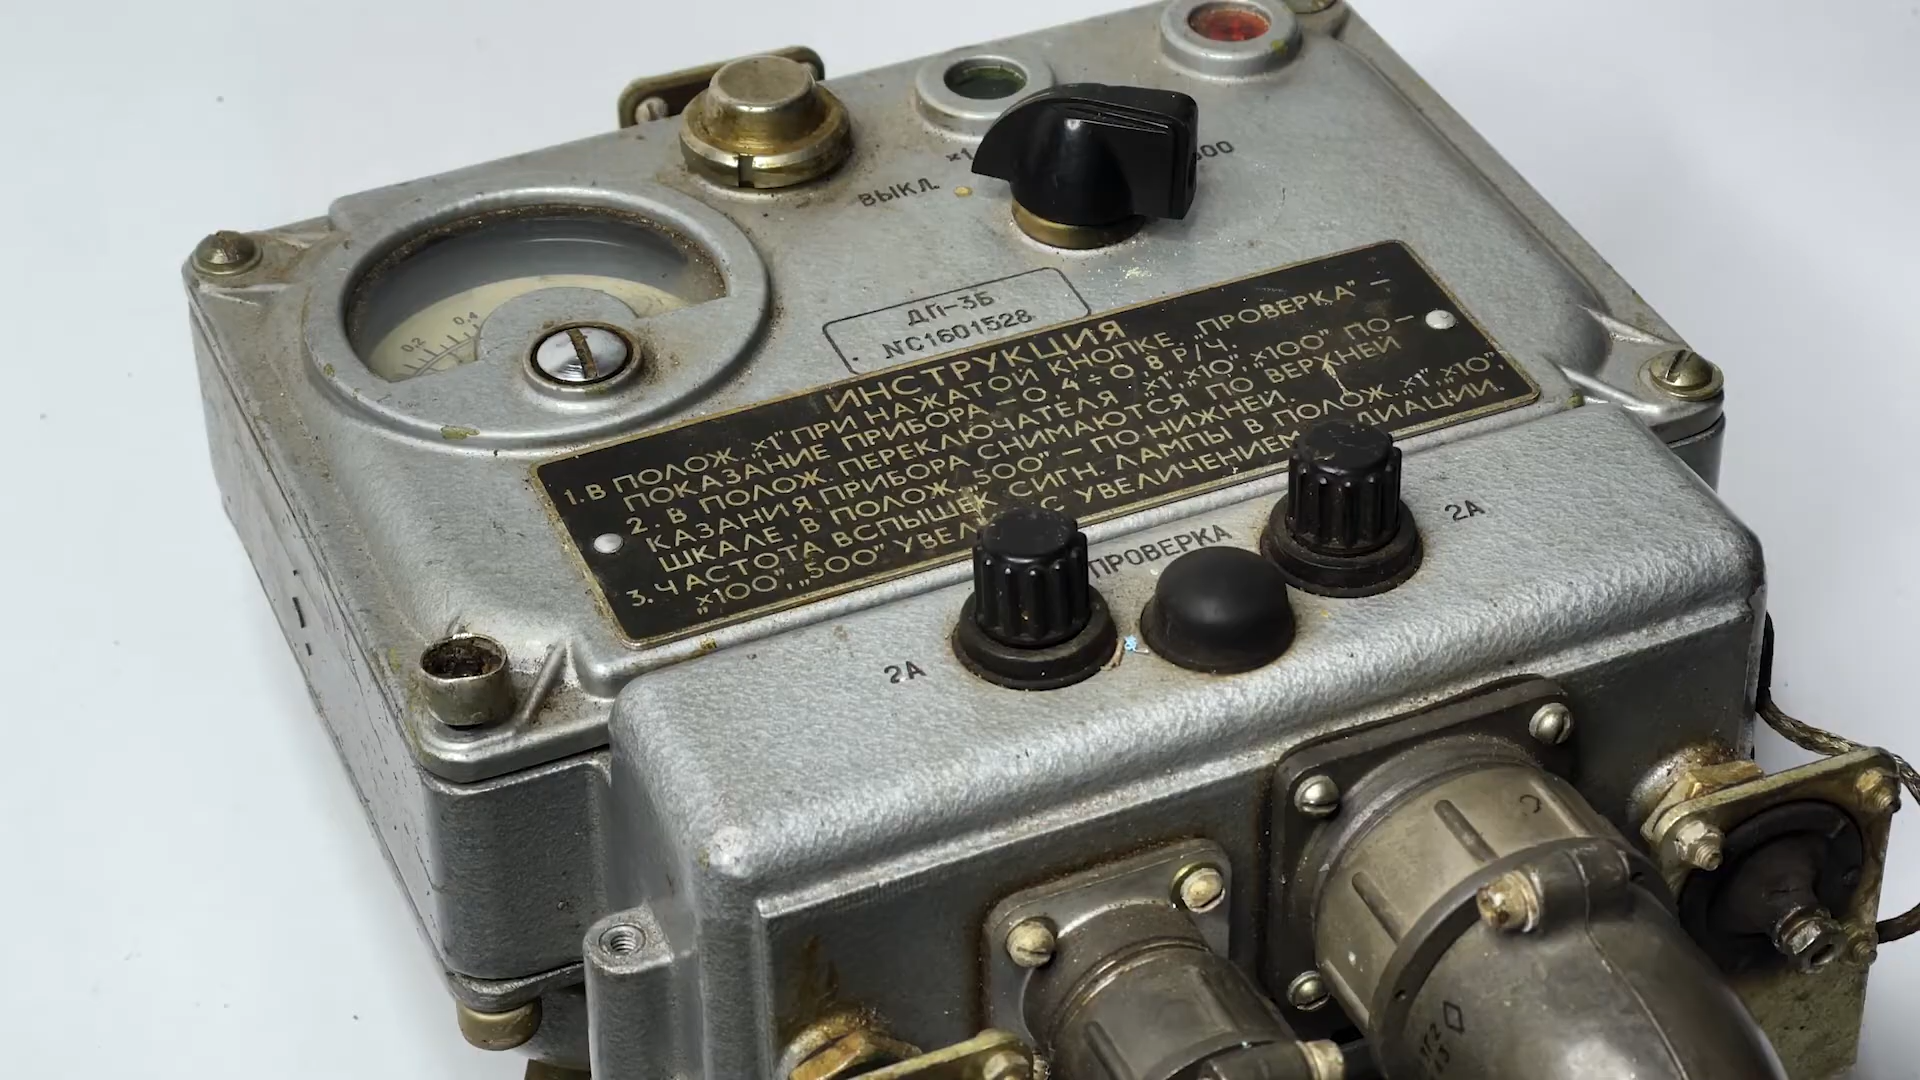 ×1
500
ВЫКЛ.
0.2
0.4
ДП-3Б
№С1601528
ИНСТРУКЦИЯ
1. В ПОЛОЖ. „×1" ПРИ НАЖАТОЙ КНОПКЕ „ПРОВЕРКА" —
ПОКАЗАНИЕ ПРИБОРА — 0,4÷0,8 Р/Ч.
2. В ПОЛОЖ. ПЕРЕКЛЮЧАТЕЛЯ „×1", „×10", „×100" ПО—
КАЗАНИЯ ПРИБОРА СНИМАЮТСЯ ПО ВЕРХНЕЙ
ШКАЛЕ, В ПОЛОЖ. „500" — ПО НИЖНЕЙ.
3. ЧАСТОТА ВСПЫШЕК СИГН. ЛАМПЫ В ПОЛОЖ. „×1", „×10",
„×100", „500" С УВЕЛИЧЕНИЕМ
ПРОВЕРКА
2А
2А